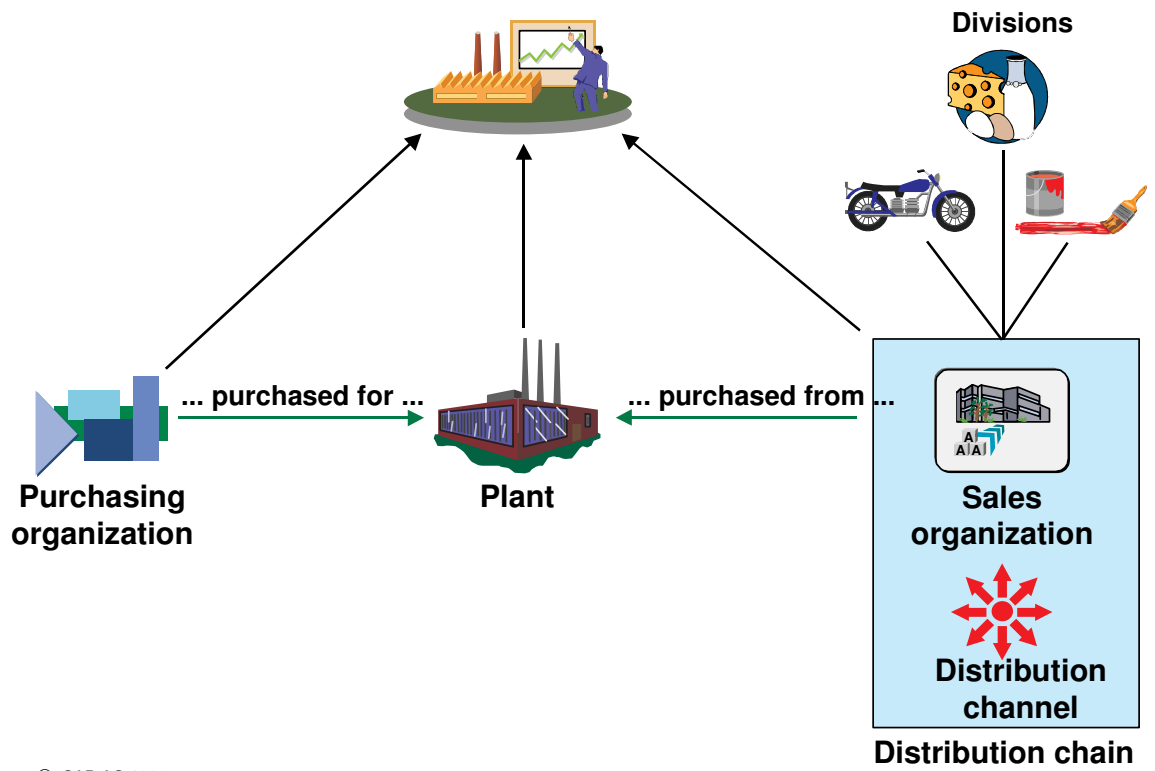 Divisions
... purchased for ...
... purchased from ...
A
A A
Purchasing
organization
Plant
Sales
organization
Distribution
channel
Distribution chain